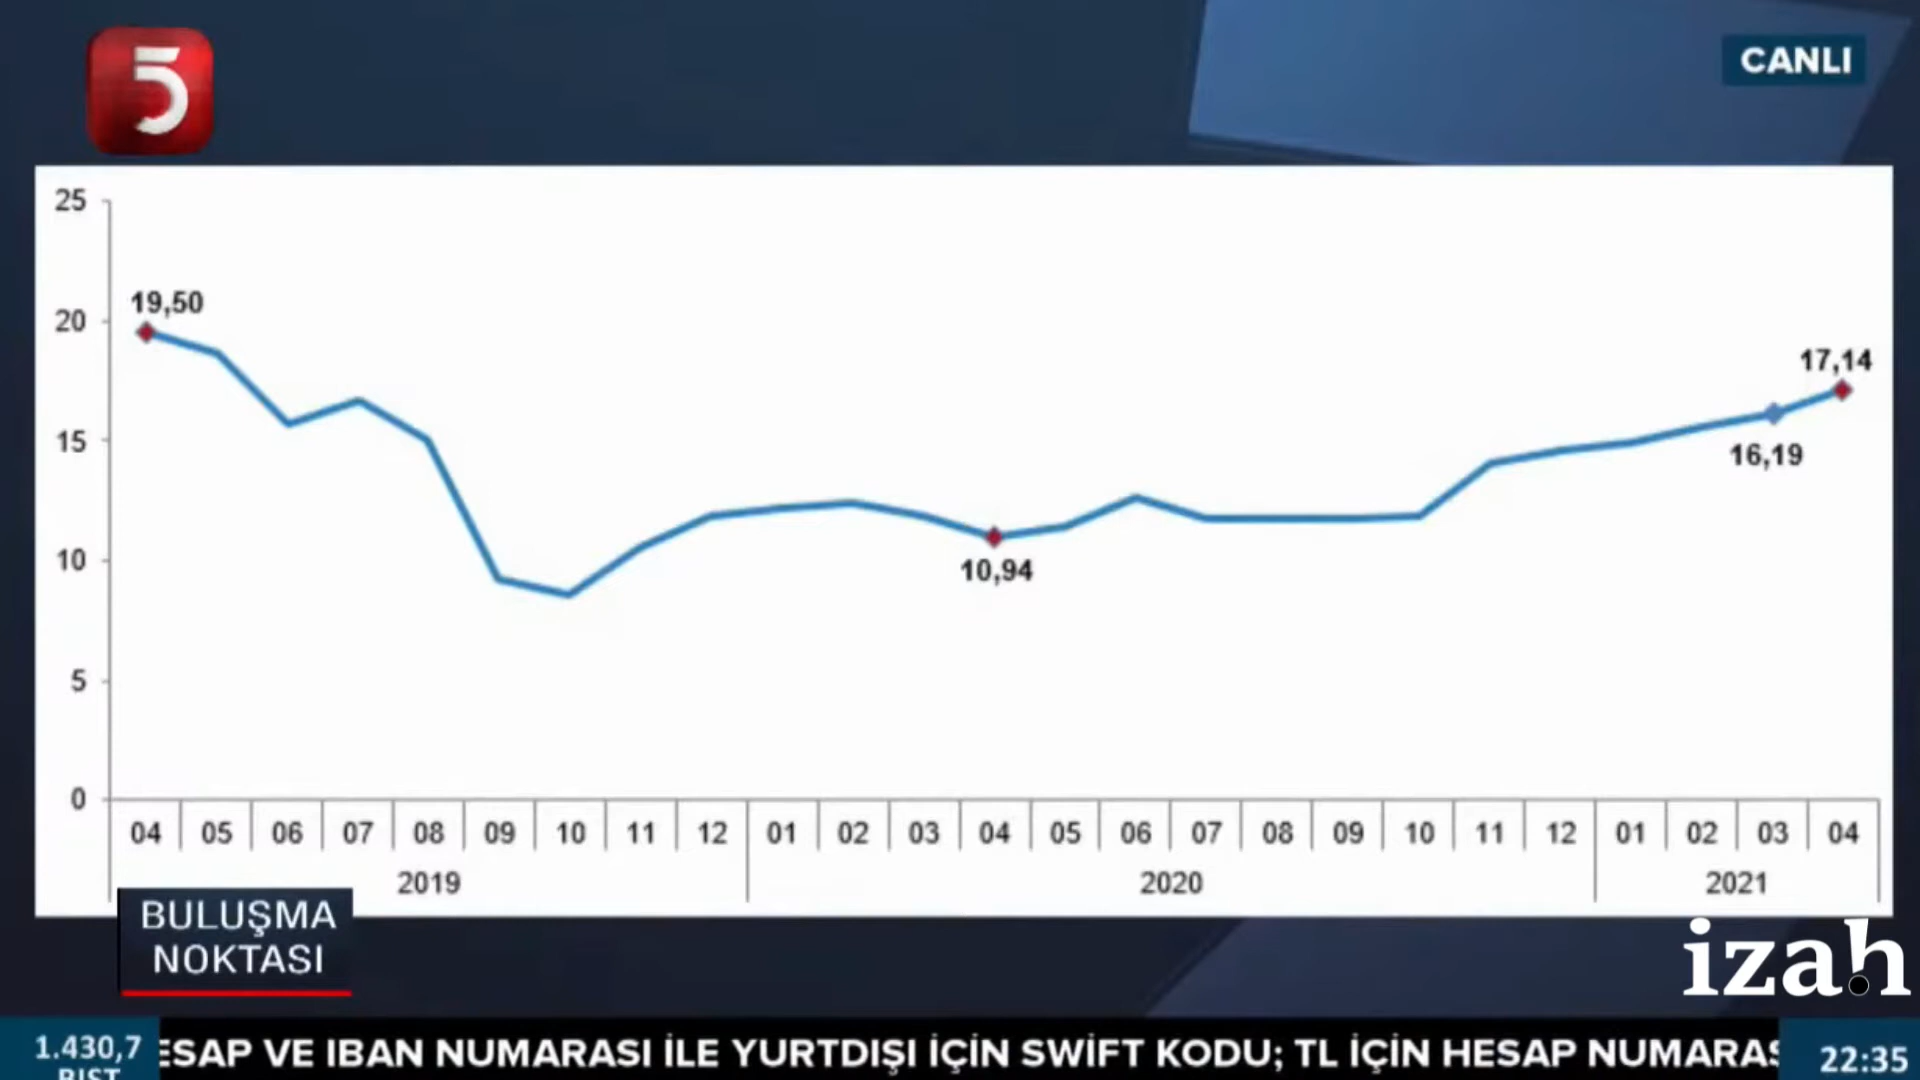 5
CANLI
25
20
15
10
5
0
19,50
10,94
16,19
17,14
04 05 06 07 08 09 10 11 12 01 02 03 04 05 06 07 08 09 10 11 12 01 02 03 04
2019 2020 2021
BULUŞMA
NOKTASI
izah
1.430,7
BIST
ESAP VE IBAN NUMARASI İLE YURTDIŞI İÇİN SWİFT KODU; TL İÇİN HESAP NUMARAS
22:35